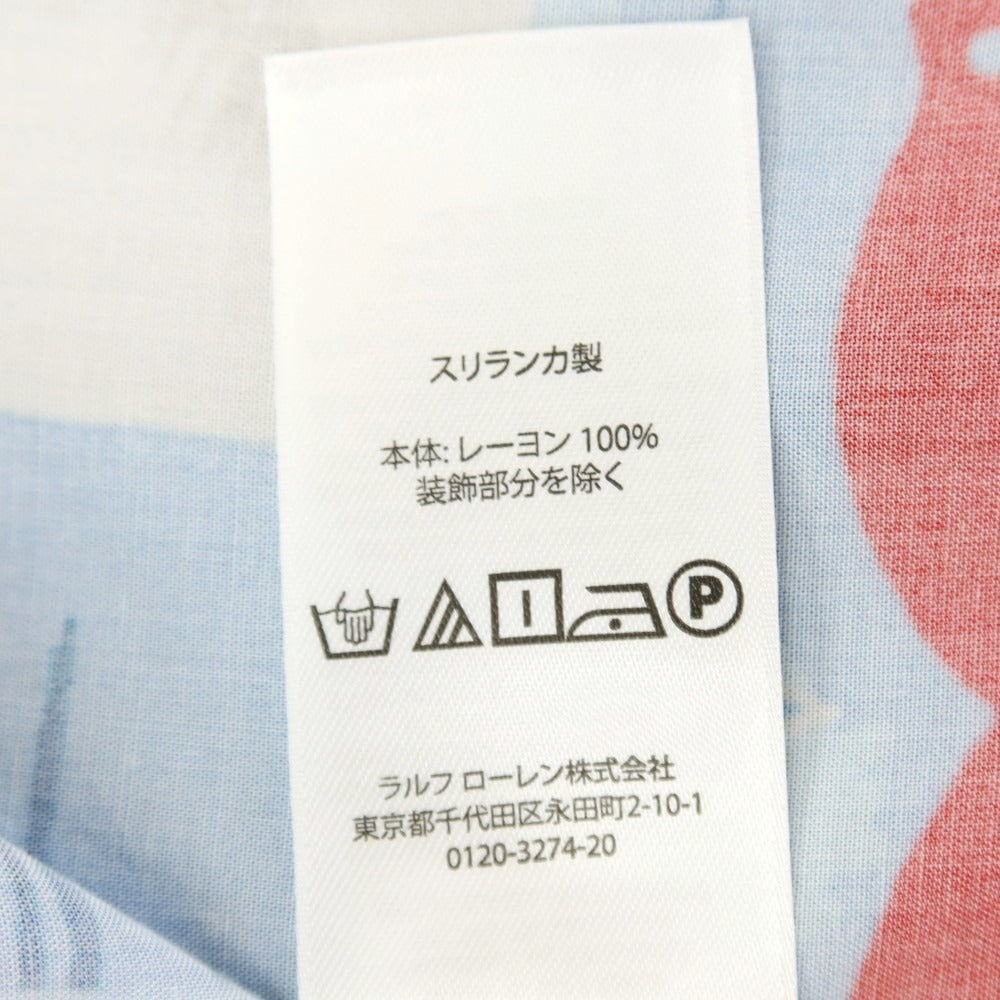 スリランカ製
本体: レーヨン 100%
装飾部分を除く
P
ラルフ ローレン株式会社
東京都千代田区永田町2-10-1
0120-3274-20